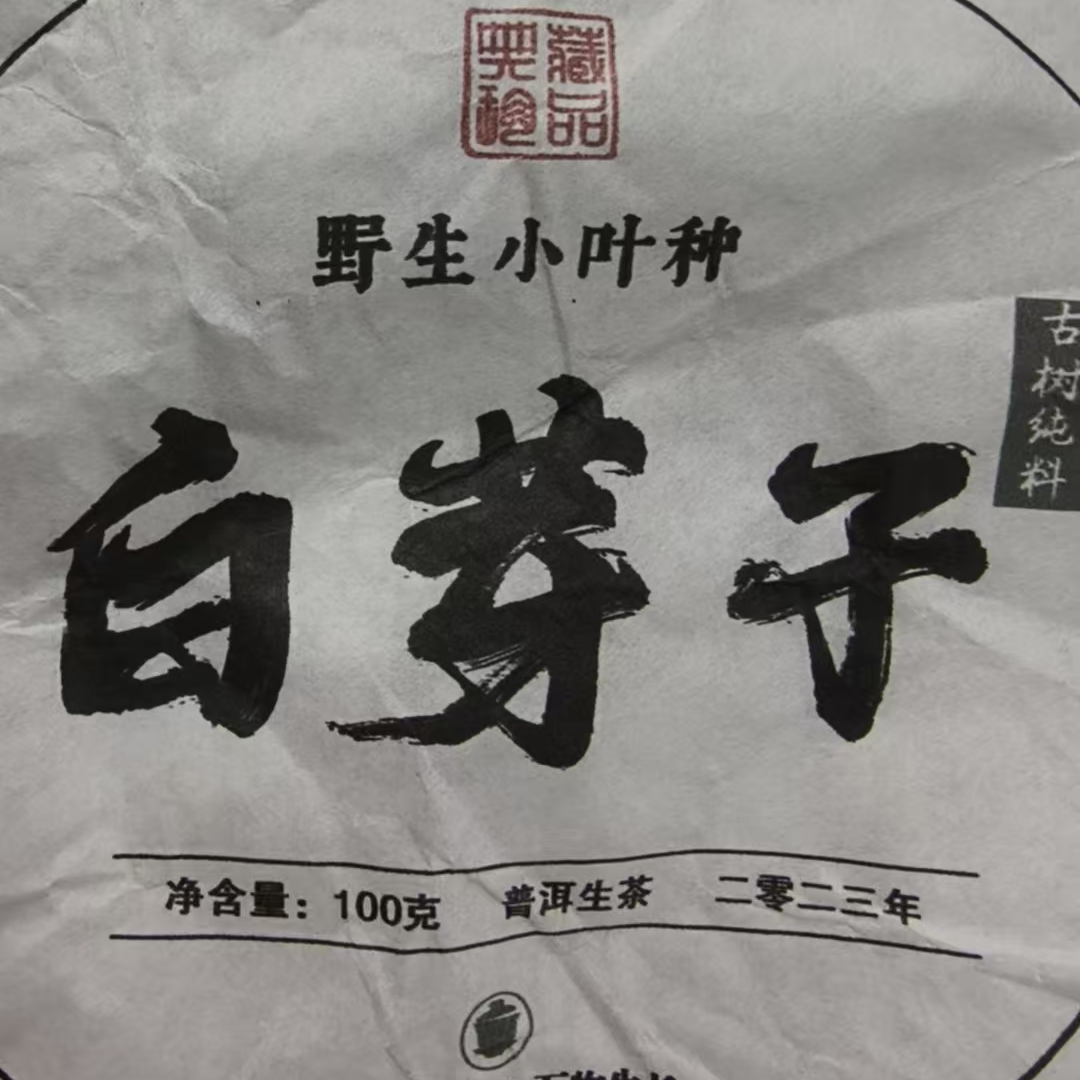 典藏
珍品
野生小叶种
古树纯料
白芽子
净含量：100克 普洱生茶 二零二三年